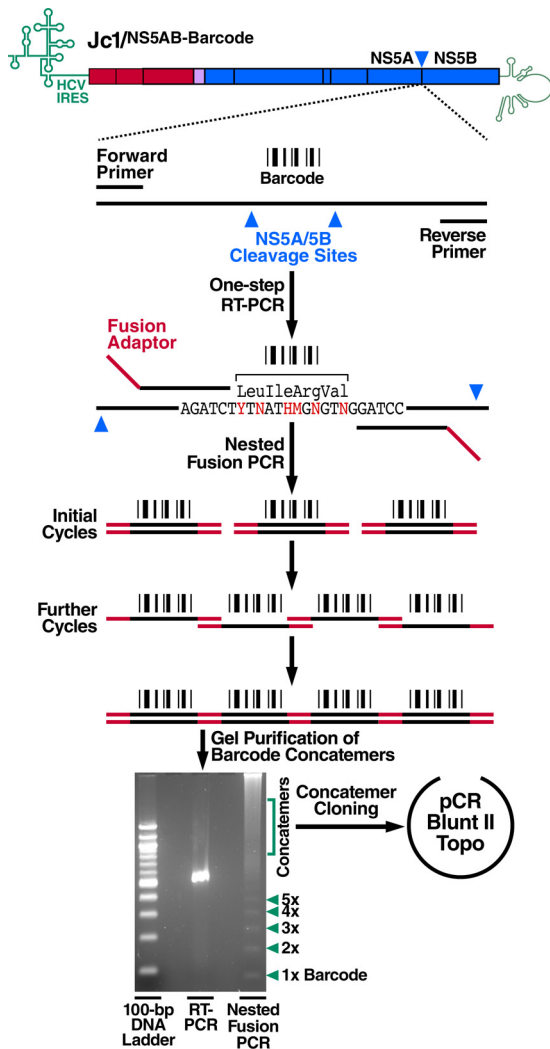 Jc1/NS5AB-Barcode
NS5A
NS5B
HCV
IRES
Forward
Primer
Barcode
NS5A/5B
Cleavage Sites
Reverse
Primer
One-step
RT-PCR
Fusion
Adaptor
LeuIleArgVal
AGATCTYTNATHMGNGTNGGATCC
Nested
Fusion PCR
Initial
Cycles
Further
Cycles
Gel Purification of
Barcode Concatemers
Concatemers
Concatemer
Cloning
pCR
Blunt II
Topo
5x
4x
3x
2x
1x Barcode
100-bp
DNA
Ladder
RT-
PCR
Nested
Fusion
PCR